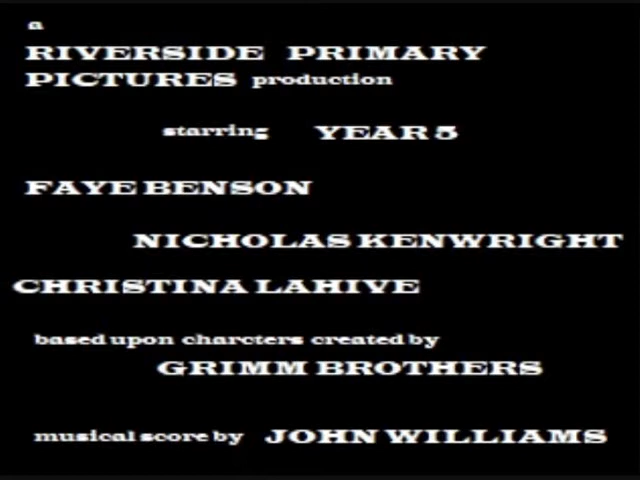 a
RIVERSIDE PRIMARY
PICTURES production
starring YEAR 5
FAYE BENSON
NICHOLAS KENWRIGHT
CHRISTINA LAHIVE
based upon charcters created by
GRIMM BROTHERS
musical score by JOHN WILLIAMS